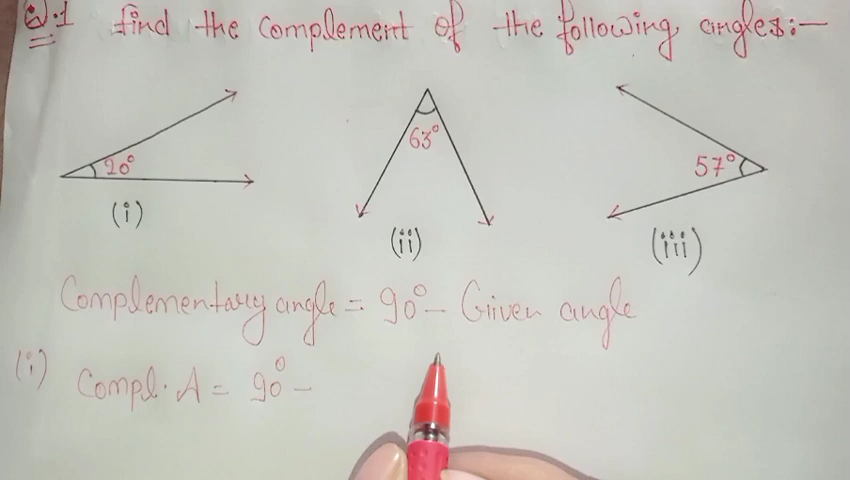 Q.1 find the complement of the following angles:-
20°
63°
57°
(i)
(ii)
(iii)
Complementary angle = 90° - Given angle
(i) Compl. A = 90° -